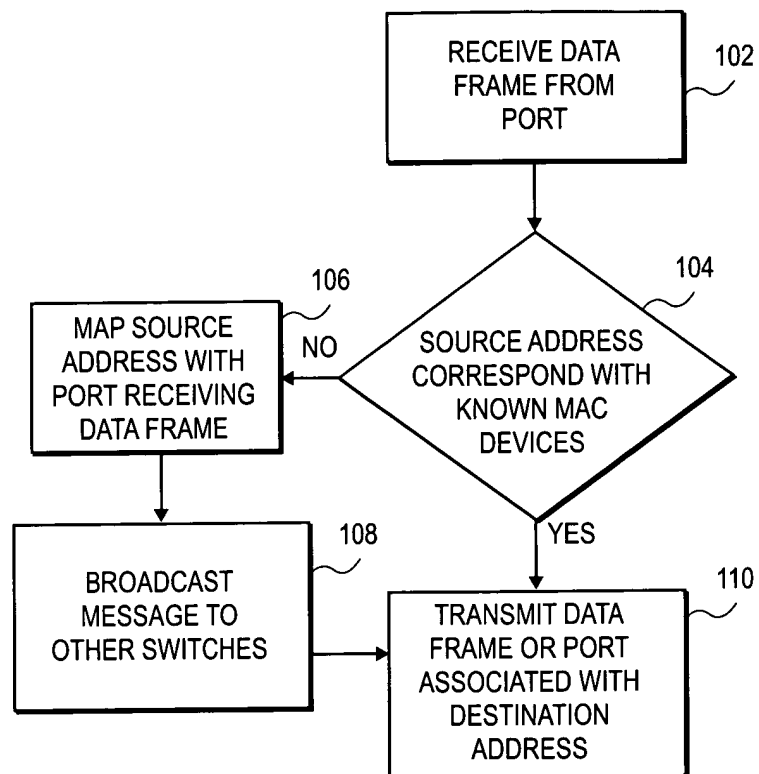 RECEIVE DATA
FRAME FROM
PORT
102
104
SOURCE ADDRESS
CORRESPOND WITH
KNOWN MAC
DEVICES
NO
106
MAP SOURCE
ADDRESS WITH
PORT RECEIVING
DATA FRAME
108
BROADCAST
MESSAGE TO
OTHER SWITCHES
YES
110
TRANSMIT DATA
FRAME OR PORT
ASSOCIATED WITH
DESTINATION
ADDRESS